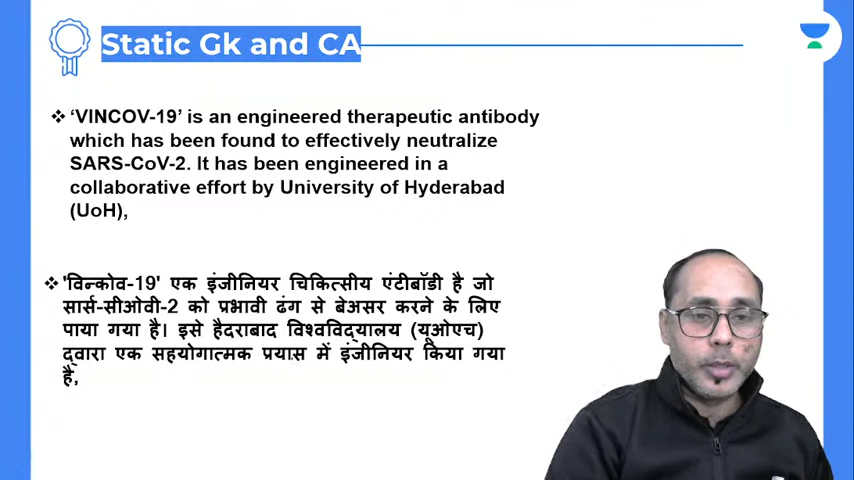 Static Gk and CA
❖ ‘VINCOV-19’ is an engineered therapeutic antibody
which has been found to effectively neutralize
SARS-CoV-2. It has been engineered in a
collaborative effort by University of Hyderabad
(UoH),
❖ 'विन्कोव-19' एक इंजीनियर चिकित्सीय एंटीबॉडी है जो
सार्स-सीओवी-2 को प्रभावी ढंग से बेअसर करने के लिए
पाया गया है। इसे हैदराबाद विश्वविद्यालय (यूओएच)
द्वारा एक सहयोगात्मक प्रयास में इंजीनियर किया गया
है,